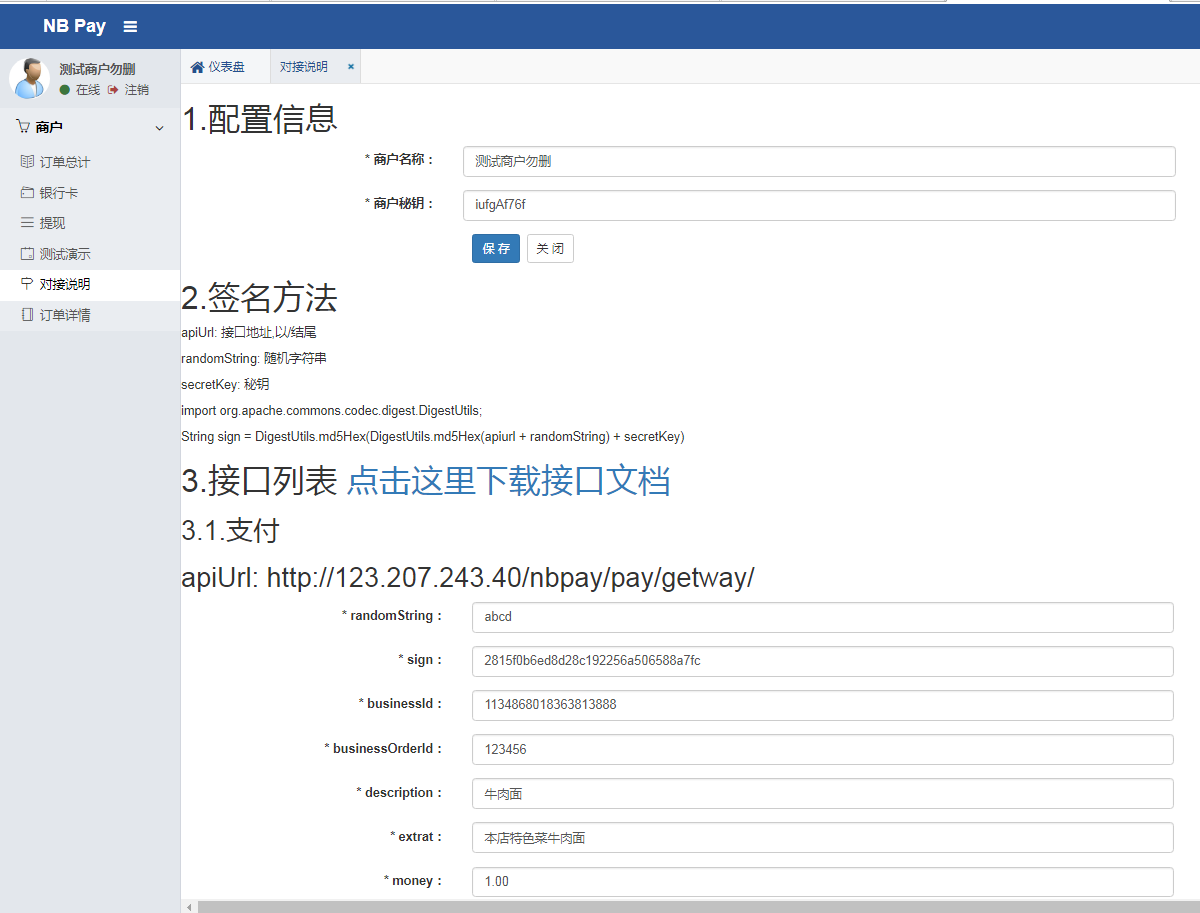 NB Pay
测试商户勿删
在线 注销
仪表盘 对接说明
商户
订单总计
银行卡
提现
测试演示
对接说明
订单详情
1.配置信息
* 商户名称： 测试商户勿删
* 商户秘钥： iufgAf76f
保 存 关 闭
2.签名方法
apiUrl: 接口地址,以/结尾
randomString: 随机字符串
secretKey: 秘钥
import org.apache.commons.codec.digest.DigestUtils;
String sign = DigestUtils.md5Hex(DigestUtils.md5Hex(apiurl + randomString) + secretKey)
3.接口列表 点击这里下载接口文档
3.1.支付
apiUrl: http://123.207.243.40/nbpay/pay/getway/
* randomString： abcd
* sign： 2815f0b6ed8d28c192256a506588a7fc
* businessId： 1134868018363813888
* businessOrderId： 123456
* description： 牛肉面
* extrat： 本店特色菜牛肉面
* money： 1.00